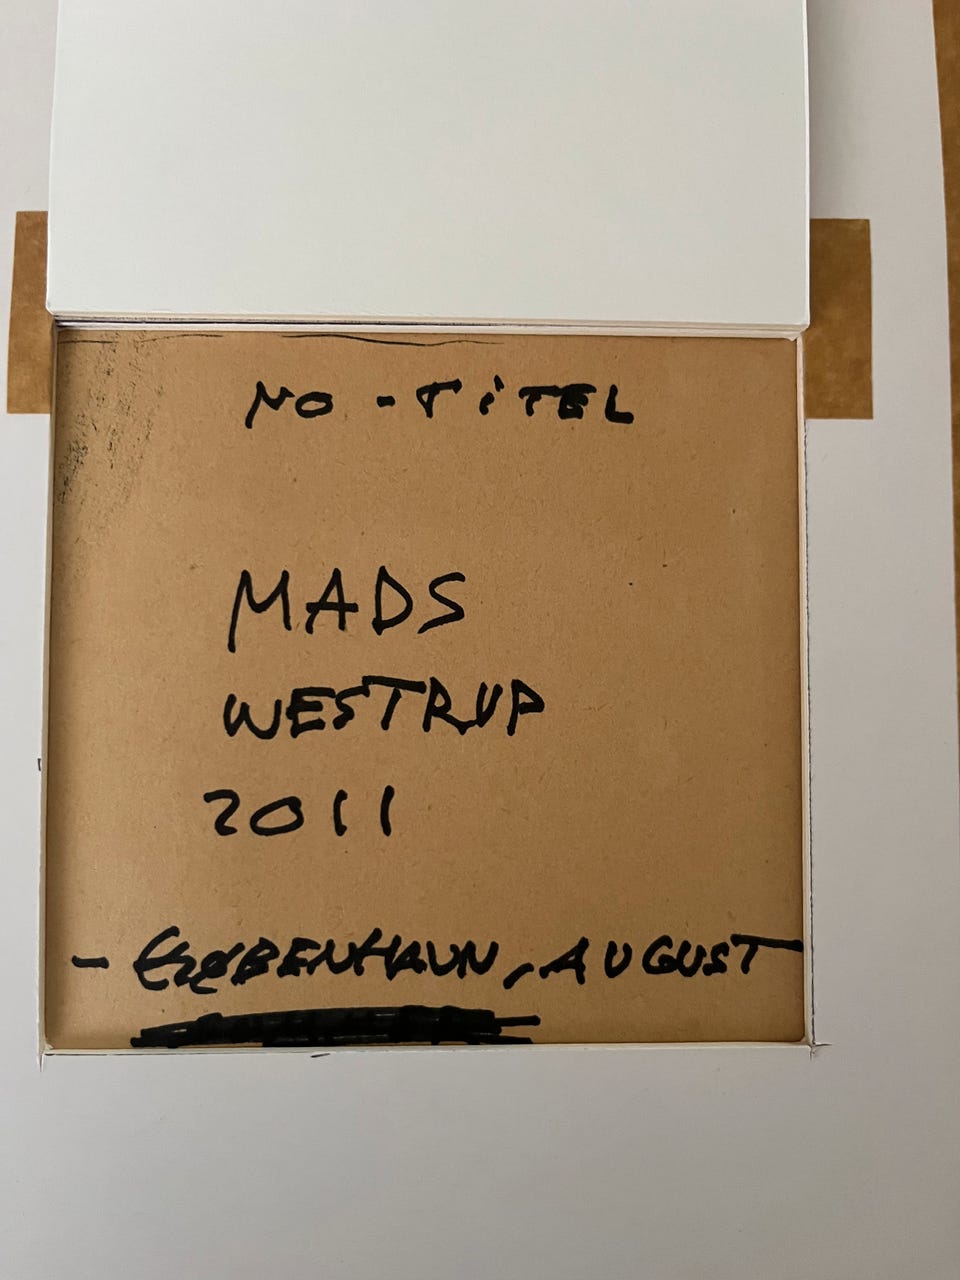 NO - TITEL
MADS
WESTRUP
2011
- KØBENHAVN, AUGUST